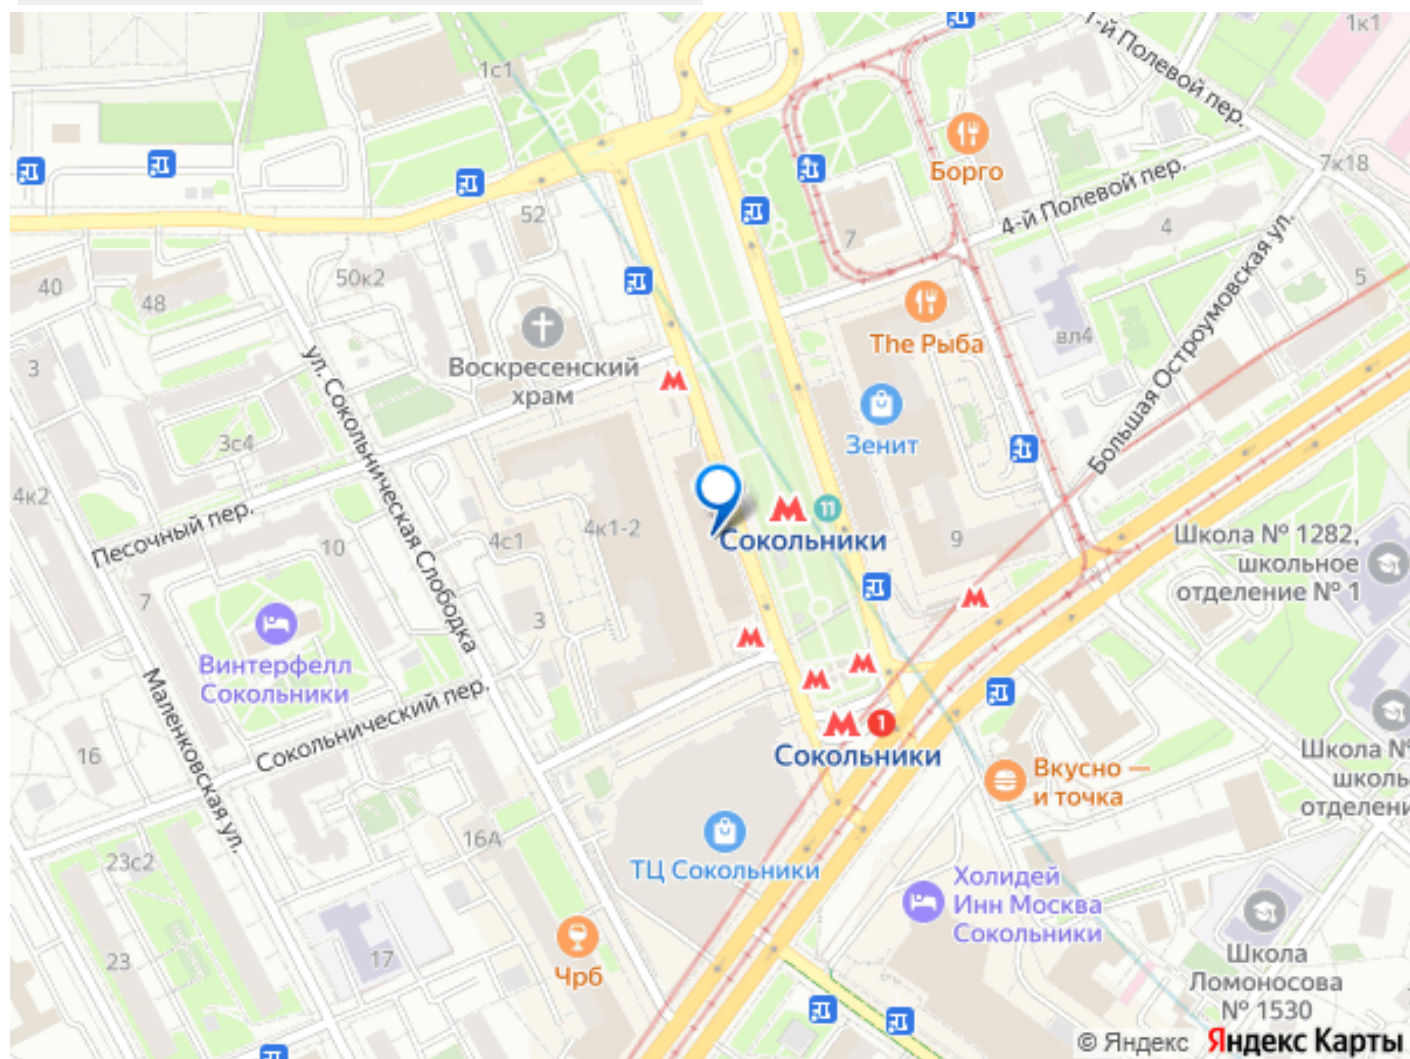 1с1
1-й Полевой пер.
1к1
Борго
7к18
4-й Полевой пер.
52
7
4
Большая Остроумовская ул.
5
50к2
40
48
The Рыба
вл4
Воскресенский
храм
3
ул. Сокольническая Слободка
Зенит
3с4
4к2
Песочный пер.
10
4с1
4к1-2
11
Сокольники
9
Школа № 1282,
школьное
отделение № 1
7
3
Винтерфелл
Сокольники
Маленковская ул.
Сокольнический пер.
1
Сокольники
16
Школа №
школь
отделени
Вкусно —
и точка
16А
23с2
ТЦ Сокольники
Холидей
Инн Москва
Сокольники
23
17
Чрб
Школа
Ломоносова
№ 1530
© Яндекс Яндекс Карты